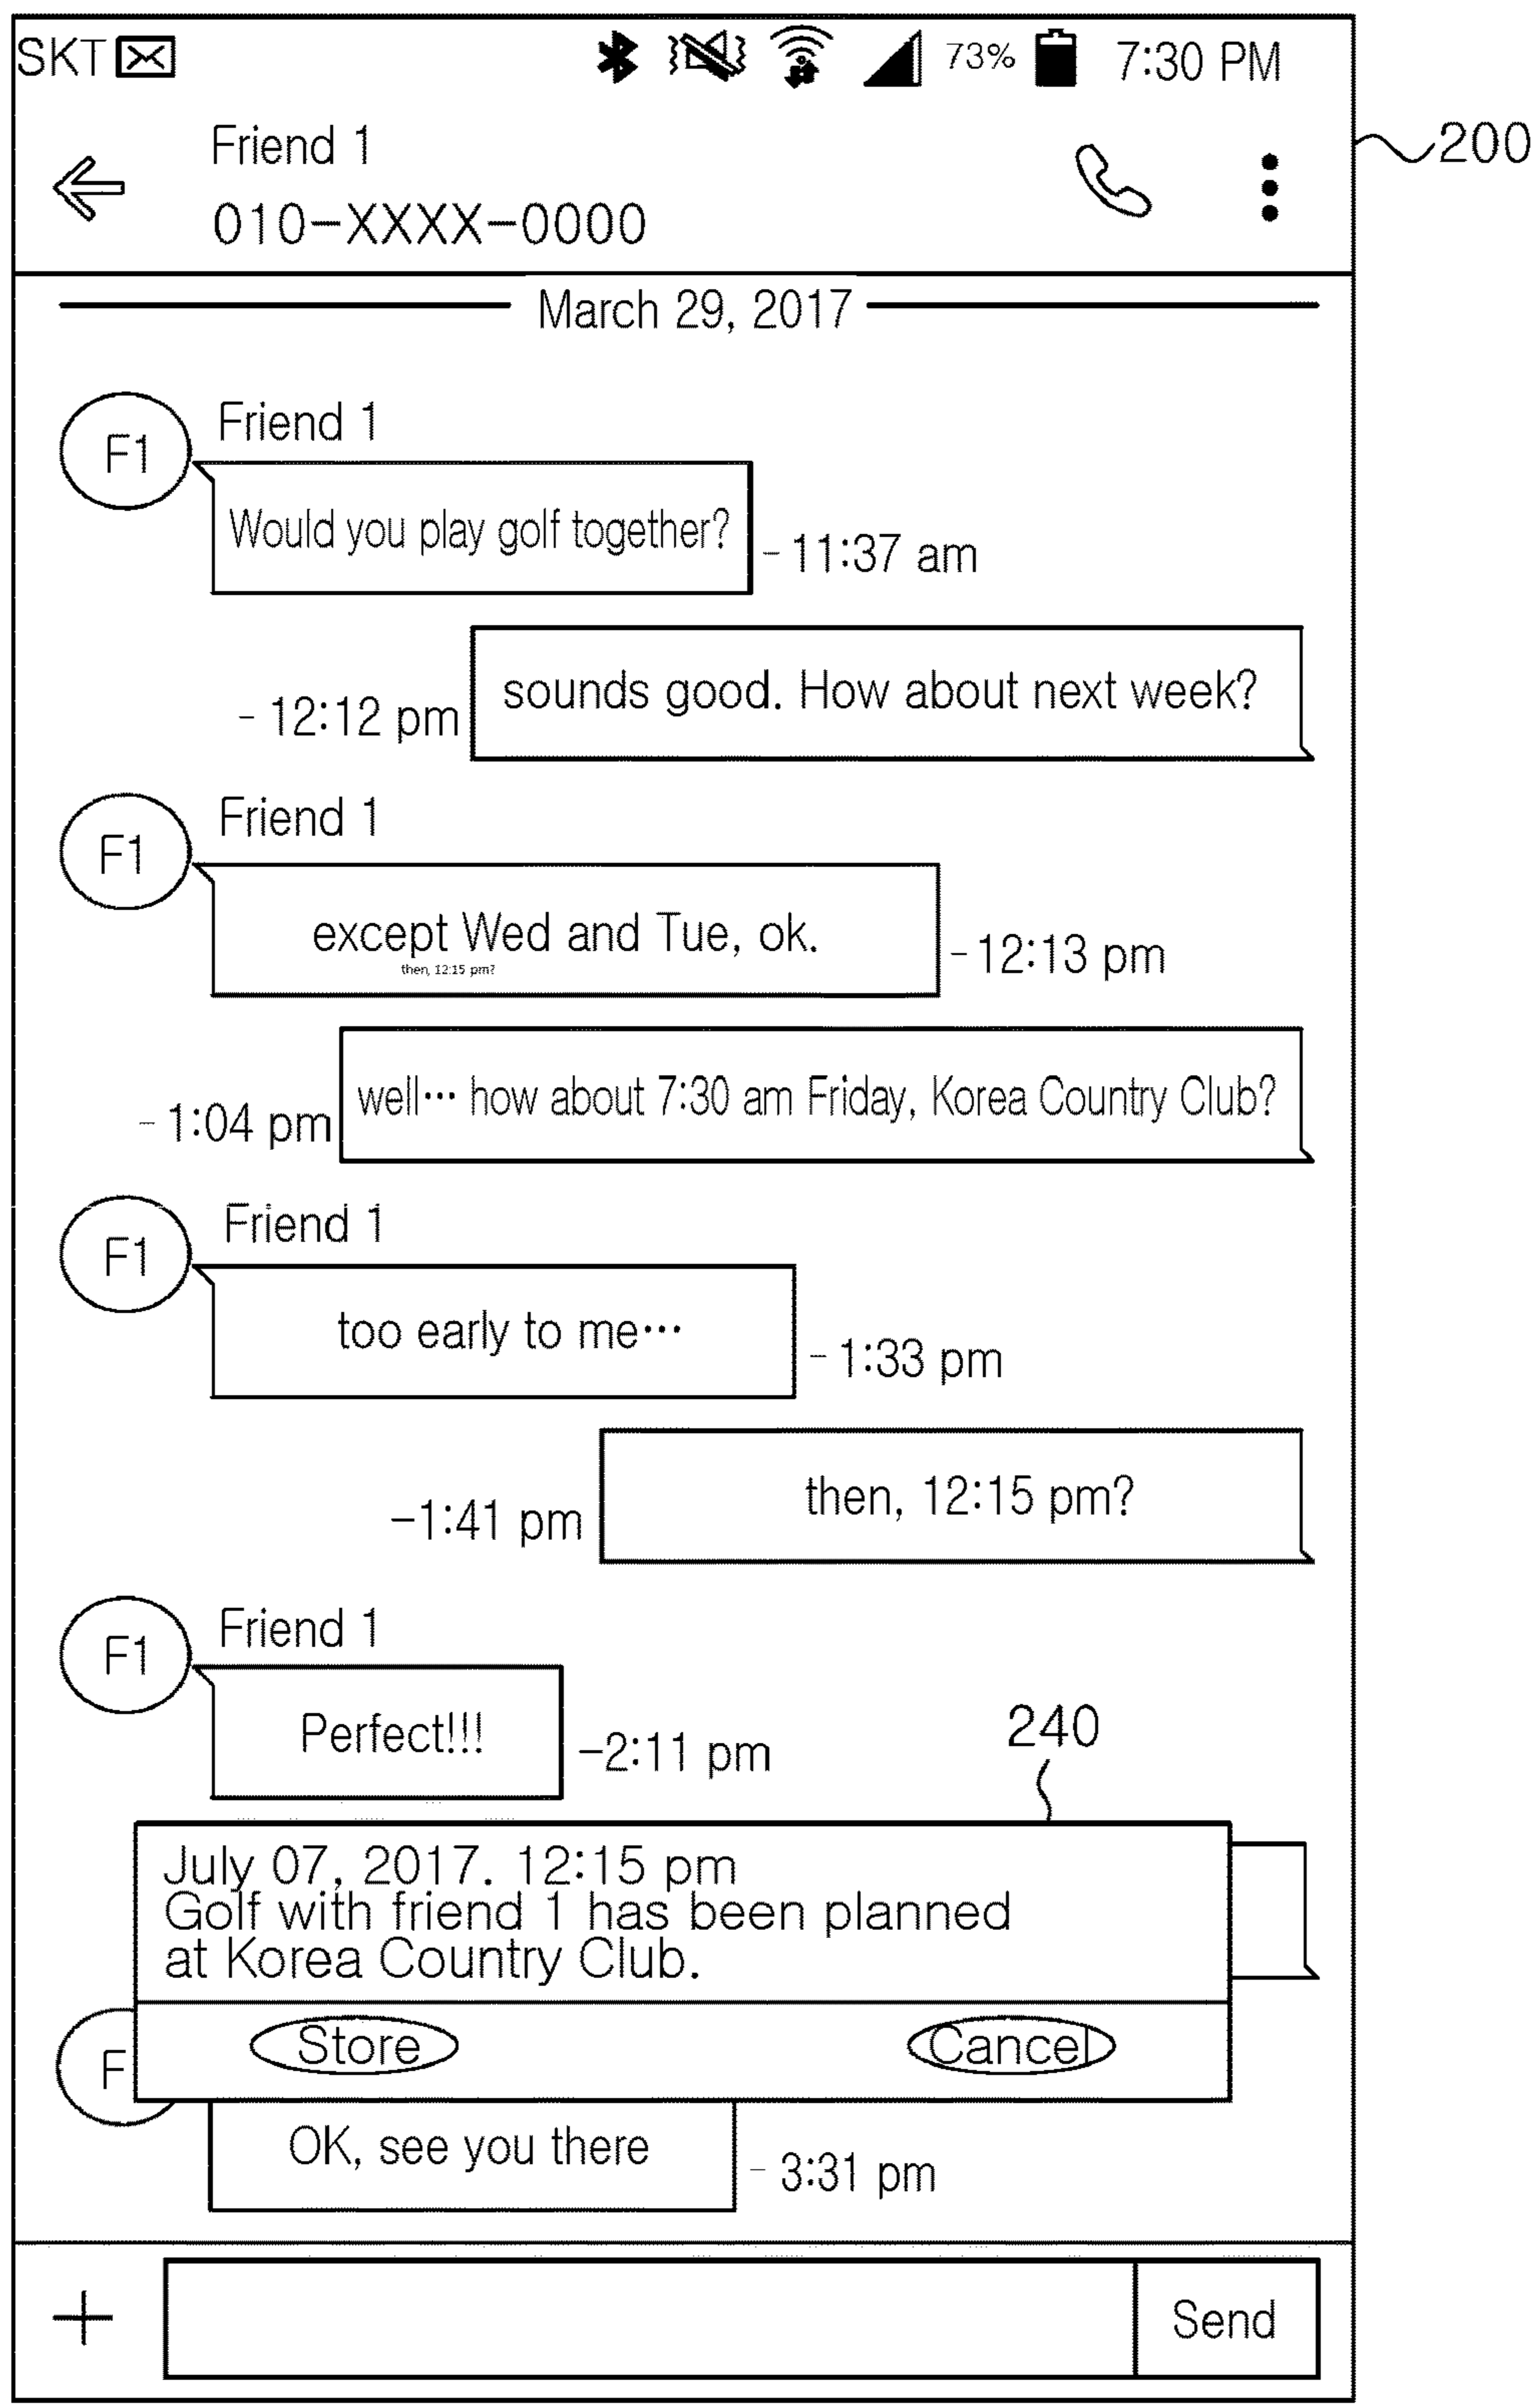 SKT 73% 7:30 PM
200
Friend 1
010-XXXX-0000
March 29, 2017
Friend 1
F1
Would you play golf together?
- 11:37 am
sounds good. How about next week?
- 12:12 pm
Friend 1
F1
except Wed and Tue, ok.
then, 12:15 pm?
- 12:13 pm
well… how about 7:30 am Friday, Korea Country Club?
- 1:04 pm
Friend 1
F1
too early to me…
- 1:33 pm
then, 12:15 pm?
-1:41 pm
Friend 1
F1
Perfect!!!
-2:11 pm
240
July 07, 2017. 12:15 pm
Golf with friend 1 has been planned
at Korea Country Club.
Store Cancel
F
OK, see you there
- 3:31 pm
+ Send